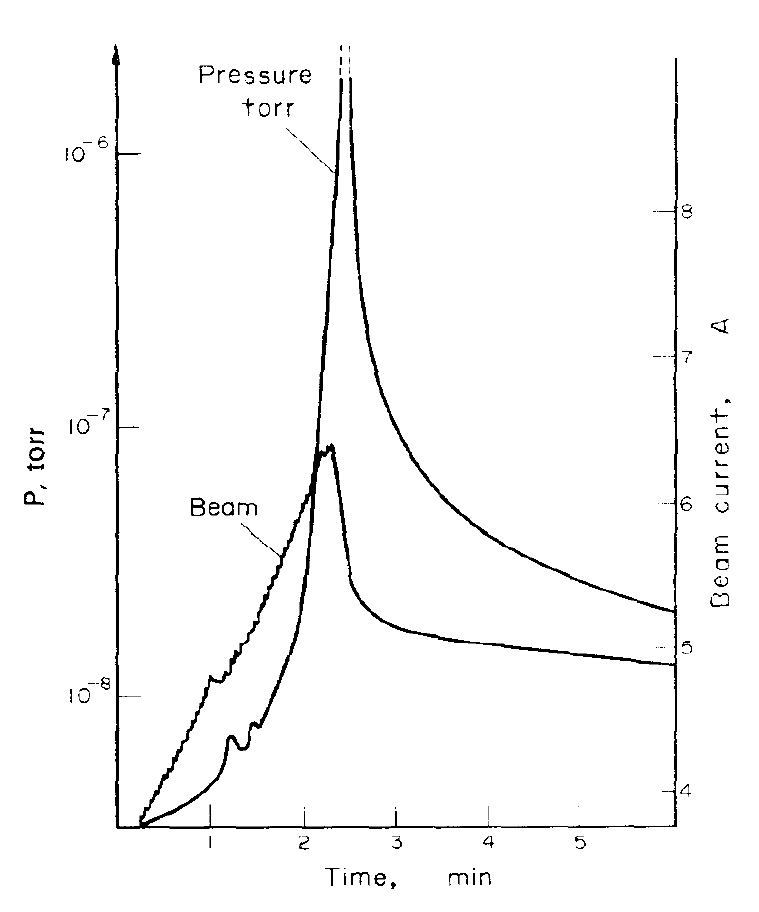 Pressure
torr
10⁻⁶
8
7
10⁻⁷
P, torr
Beam
6
Beam current, A
5
10⁻⁸
4
1 2 3 4 5
Time, min